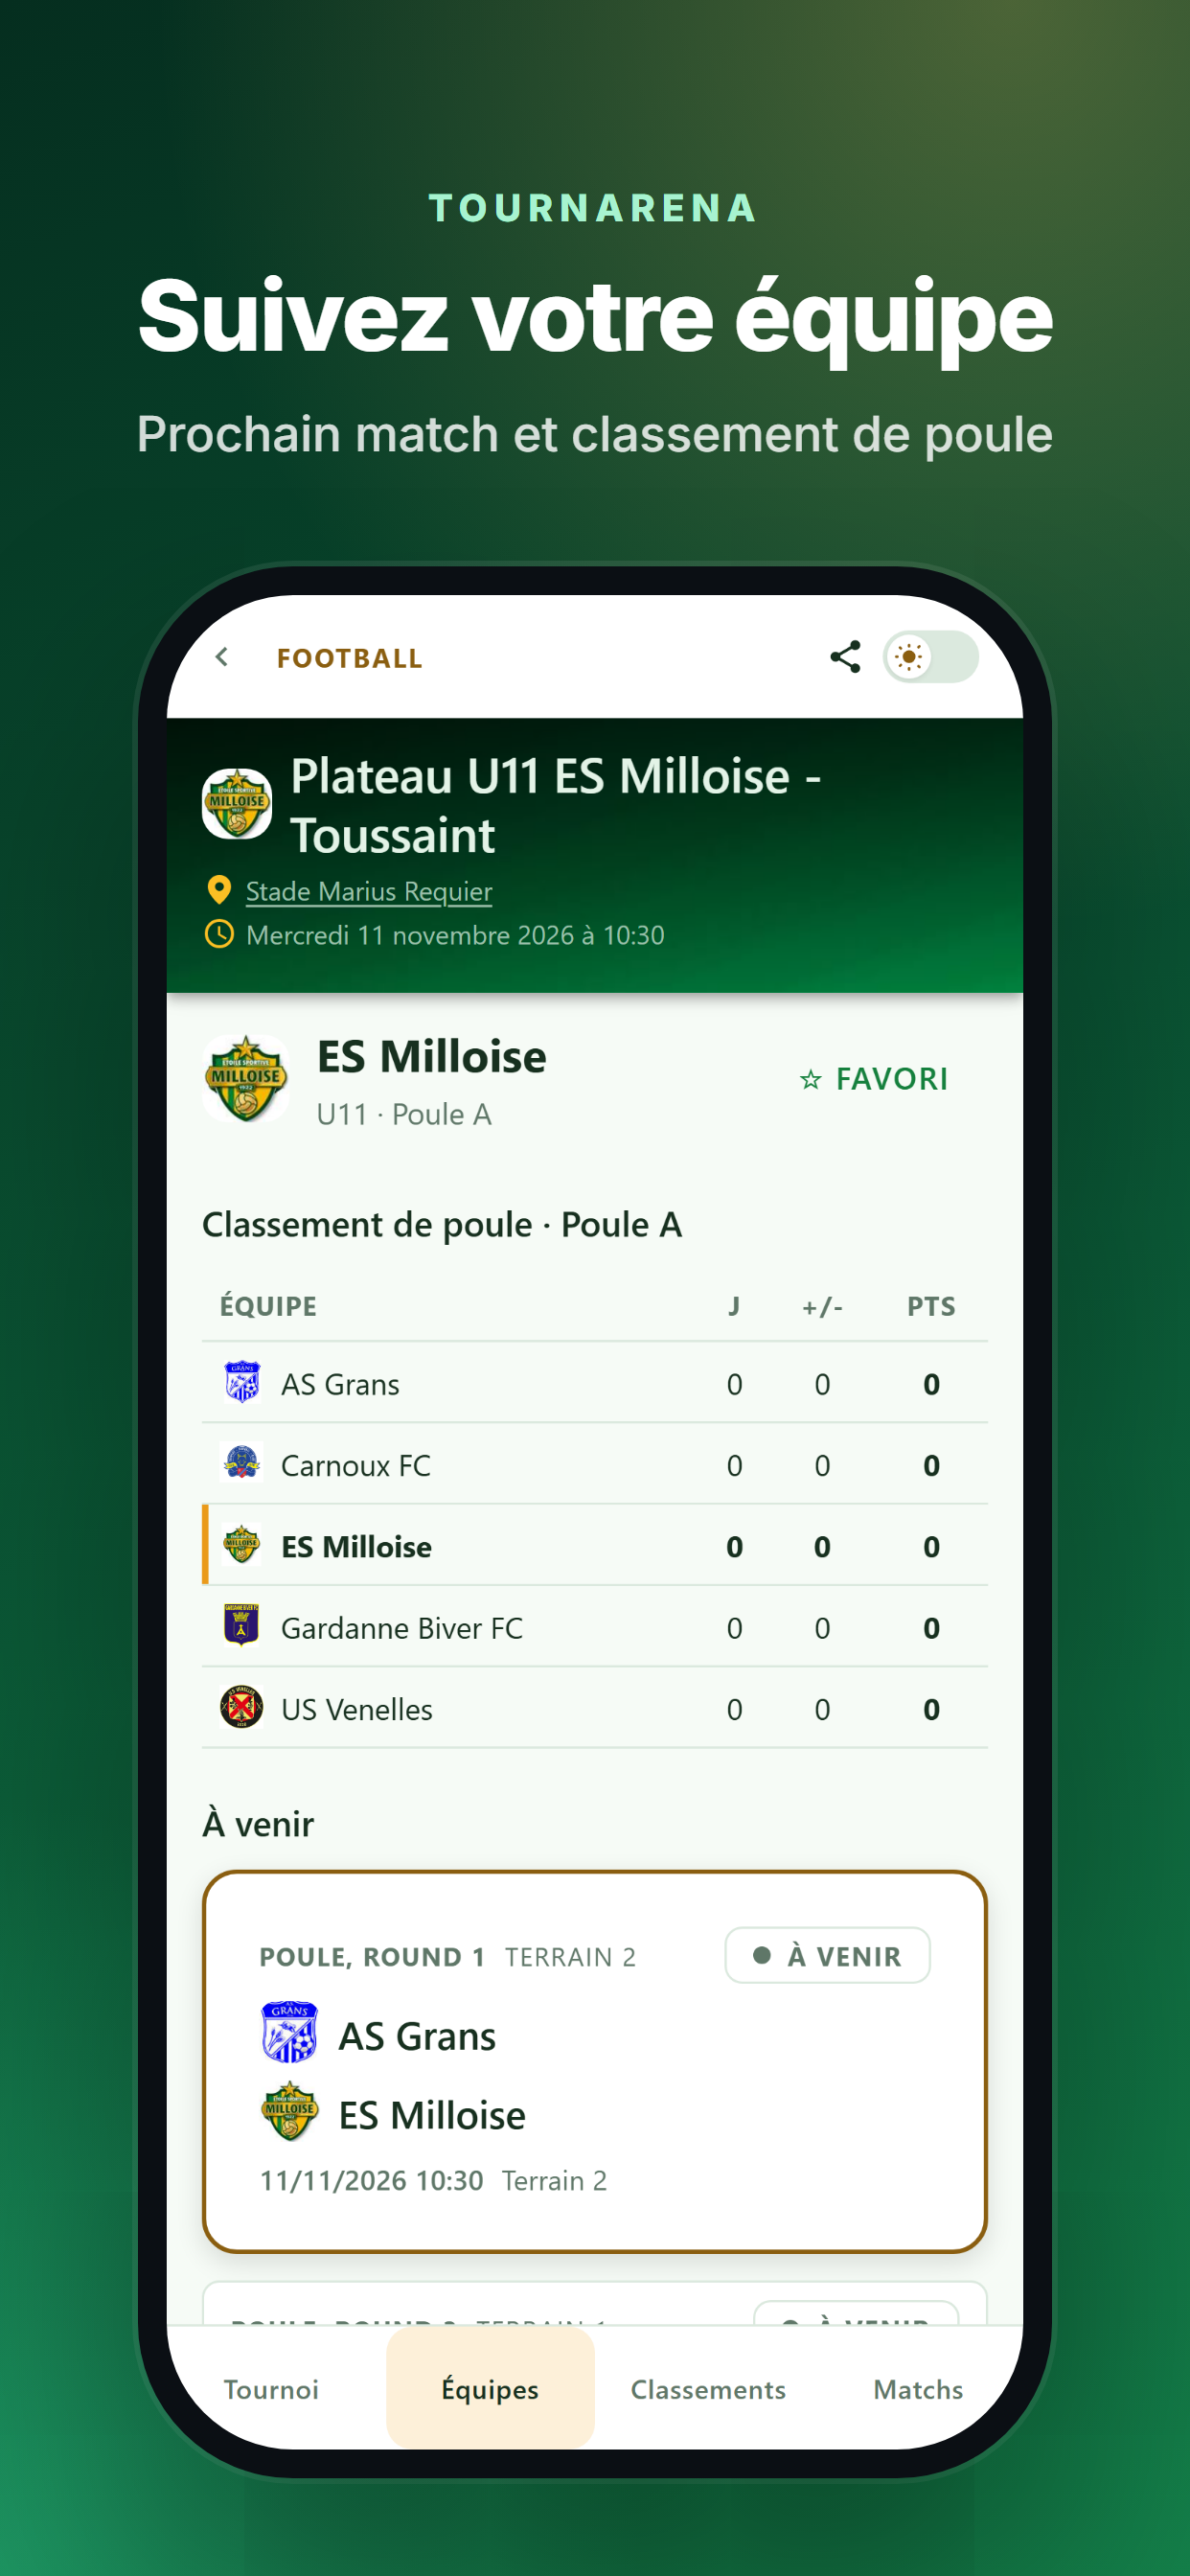 TOURNARENA
Suivez votre équipe
Prochain match et classement de poule
FOOTBALL
Plateau U11 ES Milloise -
Toussaint
Stade Marius Requier
Mercredi 11 novembre 2026 à 10:30
MILLOISE
ES Milloise
☆ FAVORI
U11 · Poule A
Classement de poule · Poule A
ÉQUIPE J +/- PTS
AS Grans 0 0 0
Carnoux FC 0 0 0
ES Milloise 0 0 0
Gardanne Biver FC 0 0 0
US Venelles 0 0 0
À venir
POULE, ROUND 1 TERRAIN 2 À VENIR
GRANS
AS Grans
ES Milloise
11/11/2026 10:30 Terrain 2
Tournoi Équipes Classements Matchs